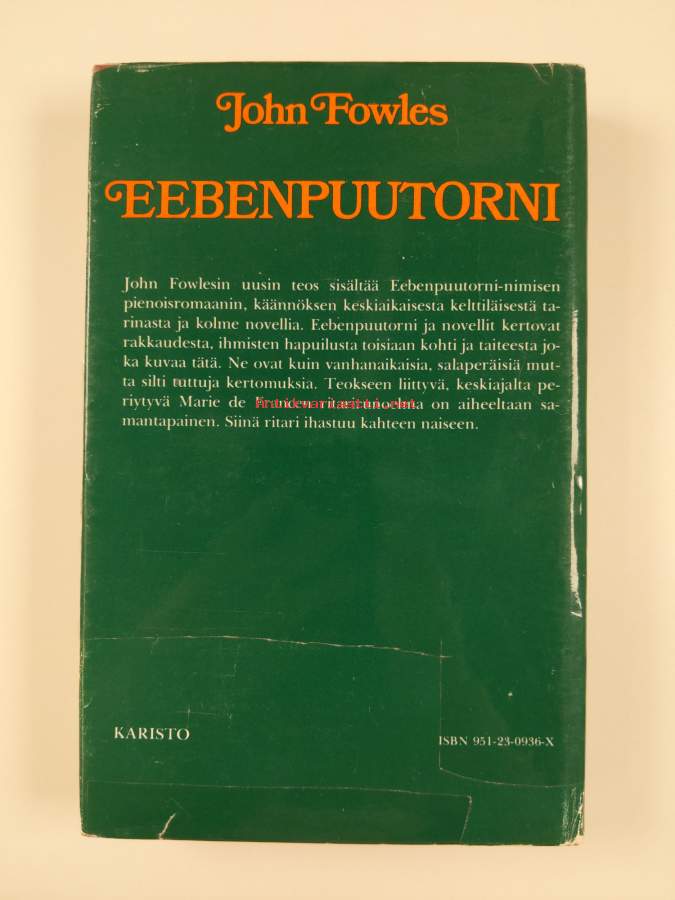 John Fowles
EEBENPUUTORNI
John Fowlesin uusin teos sisältää Eebenpuutorni-nimisen
pienoisromaanin, käännöksen keskiaikaisesta kelttiläisestä ta-
rinasta ja kolme novellia. Eebenpuutorni ja novellit kertovat
rakkaudesta, ihmisten hapuilusta toisiaan kohti ja taiteesta jo-
ka kuvaa tätä. Ne ovat kuin vanhanaikaisia, salaperäisiä mut-
ta silti tuttuja kertomuksia. Teokseen liittyvä, keskiajalta pe-
riytyvä Marie de on aiheeltaan sa-
mantapainen. Siinä ritari ihastuu kahteen naiseen.
KARISTO
ISBN 951-23-0936-X